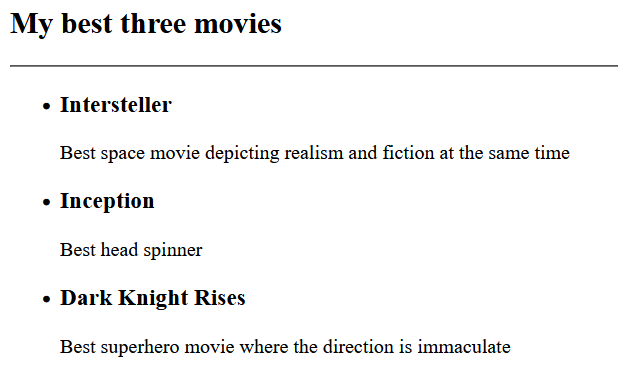 My best three movies
Intersteller
Best space movie depicting realism and fiction at the same time
Inception
Best head spinner
Dark Knight Rises
Best superhero movie where the direction is immaculate